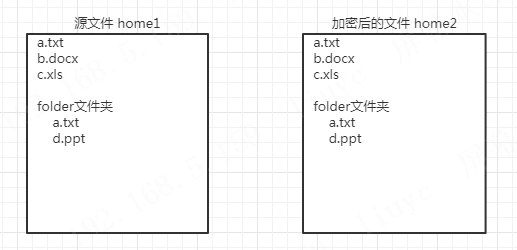 源文件 home1
a.txt
b.docx
c.xls
folder文件夹
a.txt
d.ppt
加密后的文件 home2
a.txt
b.docx
c.xls
folder文件夹
a.txt
d.ppt